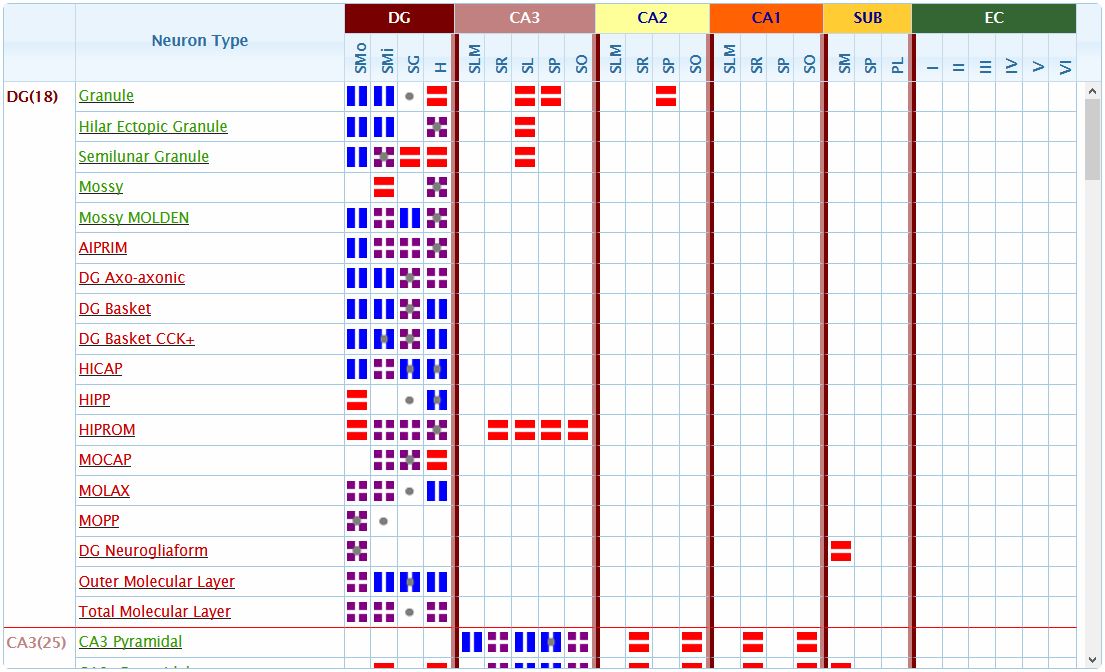 Neuron Type DG CA3 CA2 CA1 SUB EC
SMo SMi SG H SLM SR SL SP SO SLM SR SP SO SLM SR SP SO SM SP PL I II III IV V VI
DG(18) Granule
Hilar Ectopic Granule
Semilunar Granule
Mossy
Mossy MOLDEN
AIPRIM
DG Axo-axonic
DG Basket
DG Basket CCK+
HICAP
HIPP
HIPROM
MOCAP
MOLAX
MOPP
DG Neurogliaform
Outer Molecular Layer
Total Molecular Layer
CA3(25) CA3 Pyramidal